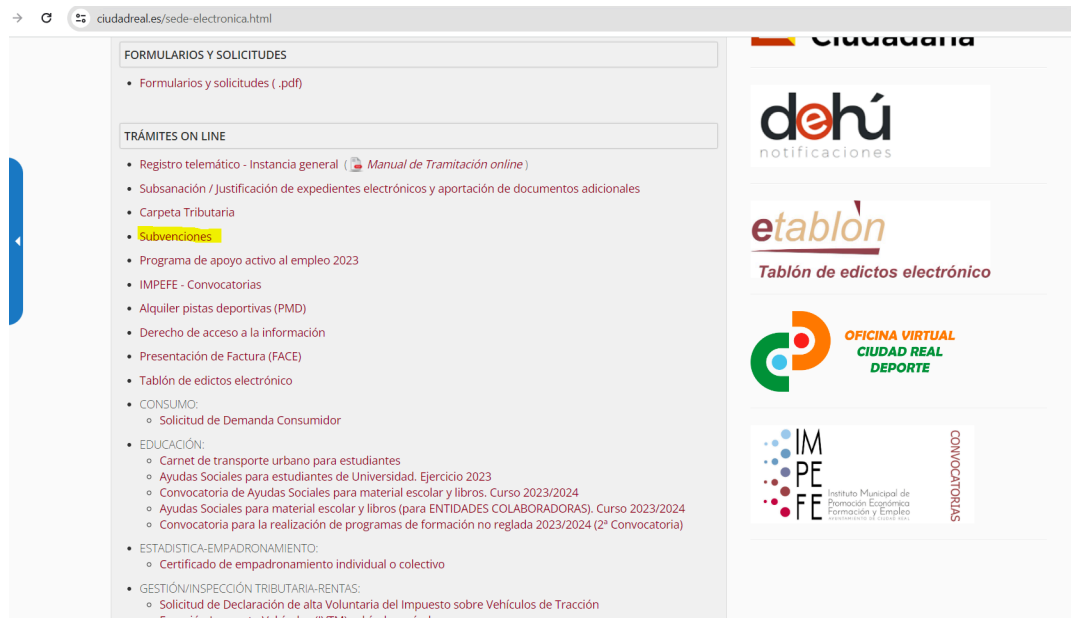 ciudadreal.es/sede-electronica.html
FORMULARIOS Y SOLICITUDES
Formularios y solicitudes ( .pdf)
TRÁMITES ON LINE
Registro telemático - Instancia general ( Manual de Tramitación online )
Subsanación / Justificación de expedientes electrónicos y aportación de documentos adicionales
Carpeta Tributaria
Subvenciones
Programa de apoyo activo al empleo 2023
IMPEFE - Convocatorias
Alquiler pistas deportivas (PMD)
Derecho de acceso a la información
Presentación de Factura (FACE)
Tablón de edictos electrónico
CONSUMO:
Solicitud de Demanda Consumidor
EDUCACIÓN:
Carnet de transporte urbano para estudiantes
Ayudas Sociales para estudiantes de Universidad. Ejercicio 2023
Convocatoria de Ayudas Sociales para material escolar y libros. Curso 2023/2024
Ayudas Sociales para material escolar y libros (para ENTIDADES COLABORADORAS). Curso 2023/2024
Convocatoria para la realización de programas de formación no reglada 2023/2024 (2ª Convocatoria)
ESTADISTICA-EMPADRONAMIENTO:
Certificado de empadronamiento individual o colectivo
GESTIÓN/INSPECCIÓN TRIBUTARIA-RENTAS:
Solicitud de Declaración de alta Voluntaria del Impuesto sobre Vehículos de Tracción
Ciudadana
dehú
notificaciones
etablón
Tablón de edictos electrónico
OFICINA VIRTUAL
CIUDAD REAL
DEPORTE
IM
PE
FE
Instituto Municipal de
Promoción Económica
Formación y Empleo
AYUNTAMIENTO DE CIUDAD REAL
CONVOCATORIAS